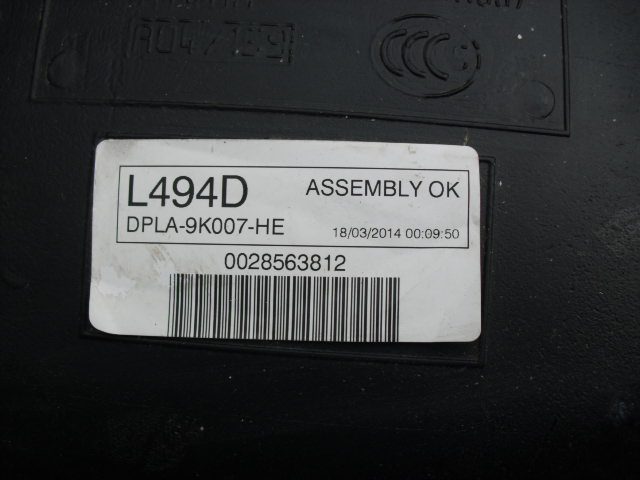 CCC
L494D ASSEMBLY OK
DPLA-9K007-HE 18/03/2014 00:09:50
0028563812